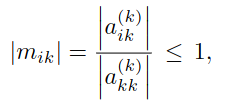 |m_{ik}| = \frac{|a_{ik}^{(k)}|}{|a_{kk}^{(k)}|} \leq 1,